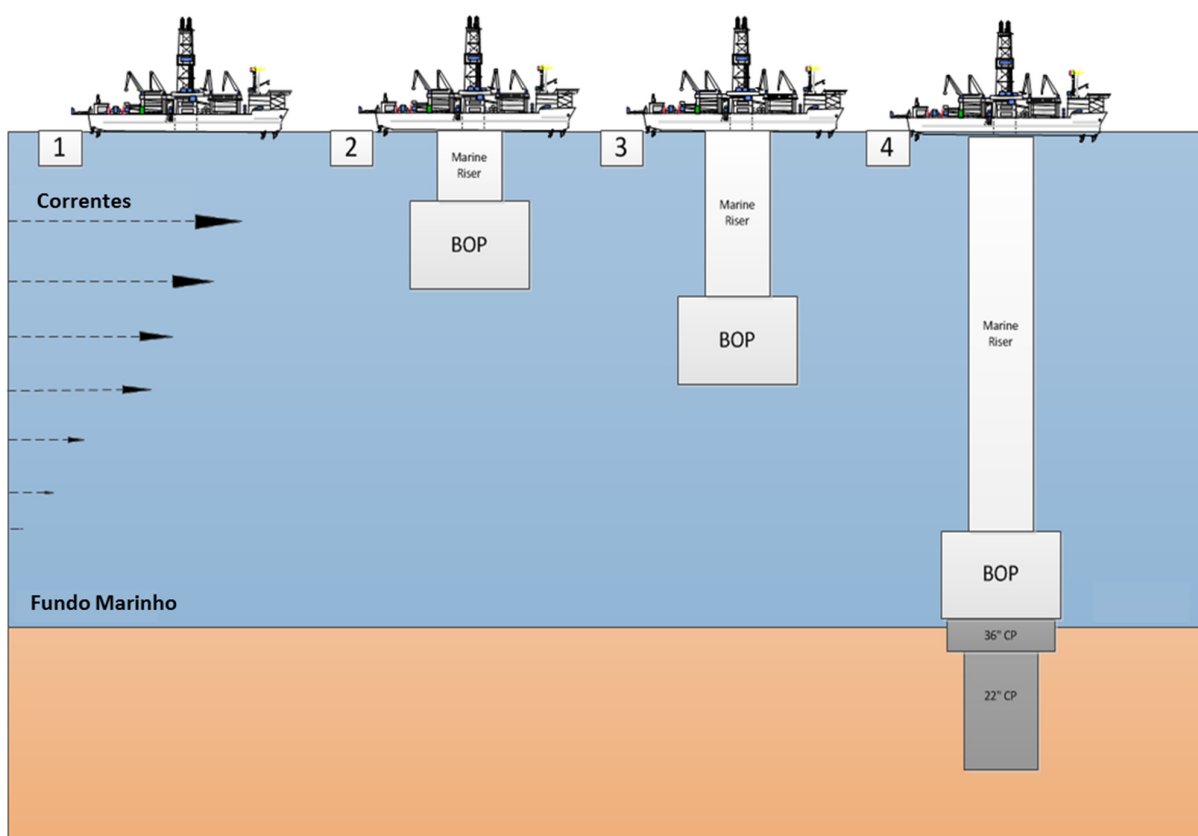 1
2
3
4
Marine
Riser
BOP
Marine
Riser
BOP
Marine
Riser
BOP
36" CP
22" CP
Correntes
Fundo Marinho